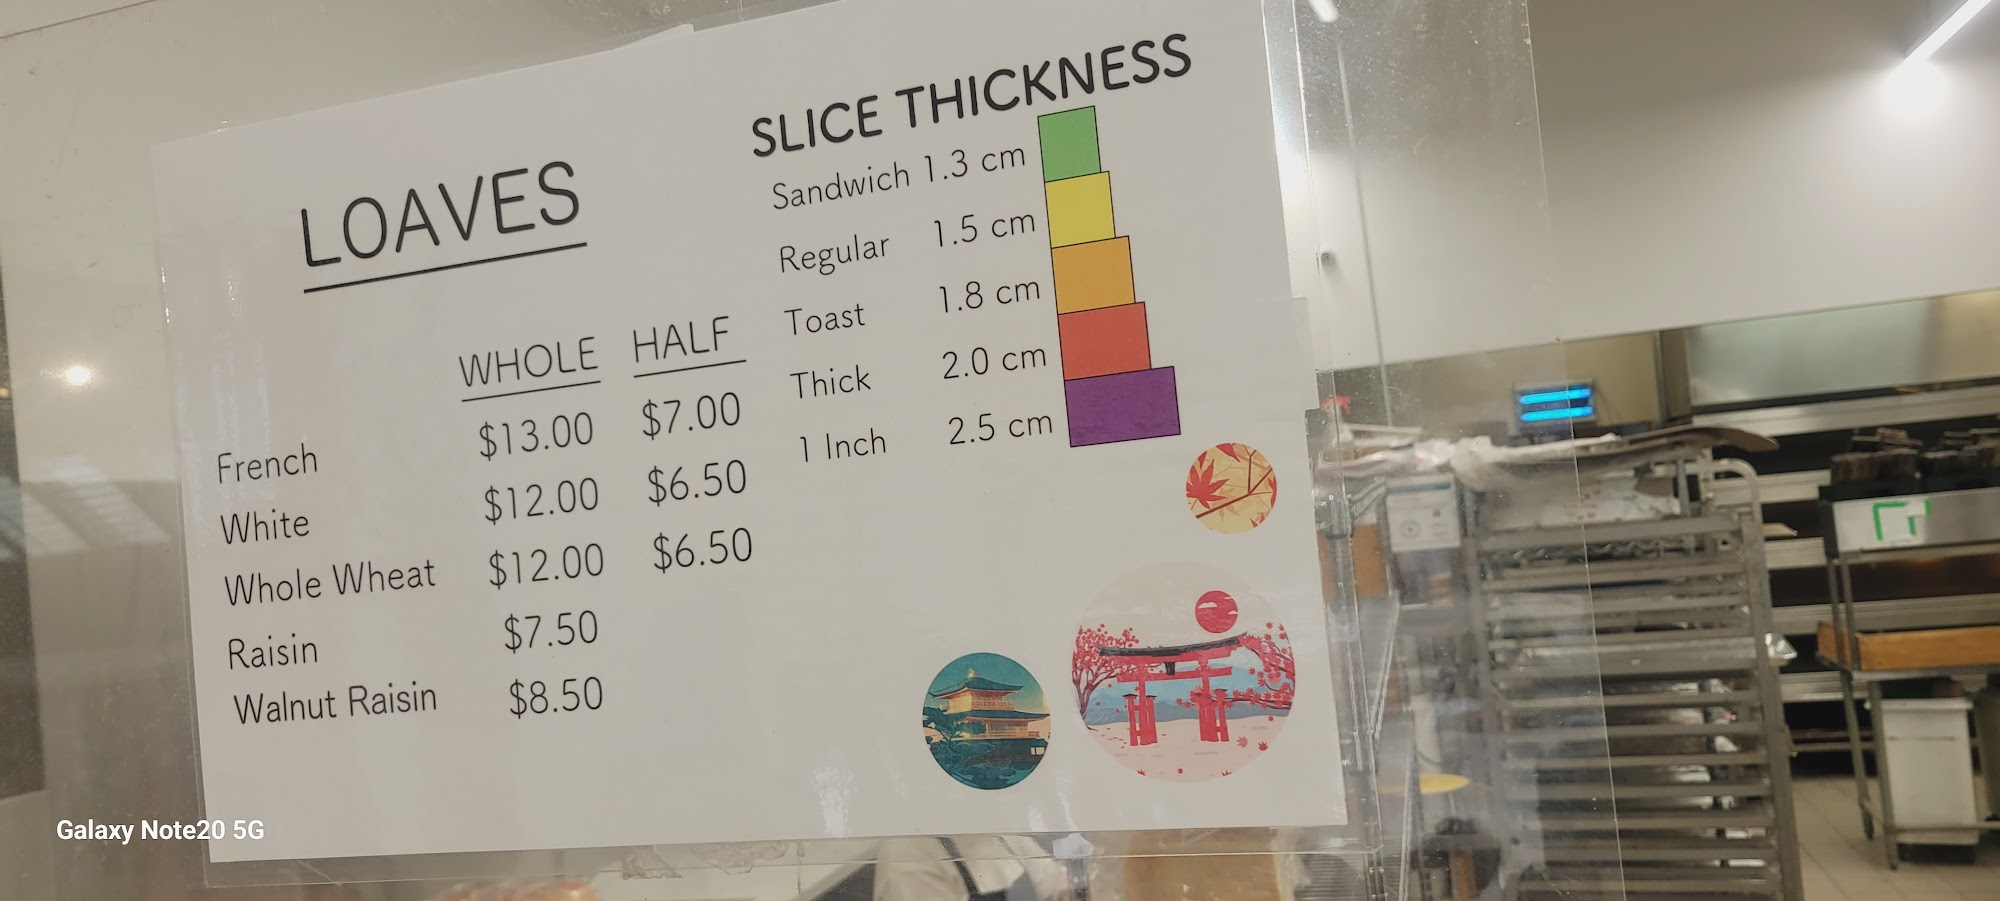 LOAVES
WHOLE HALF
French $13.00 $7.00
White $12.00 $6.50
Whole Wheat $12.00 $6.50
Raisin $7.50
Walnut Raisin $8.50
SLICE THICKNESS
Sandwich 1.3 cm
Regular 1.5 cm
Toast 1.8 cm
Thick 2.0 cm
1 Inch 2.5 cm
Galaxy Note20 5G